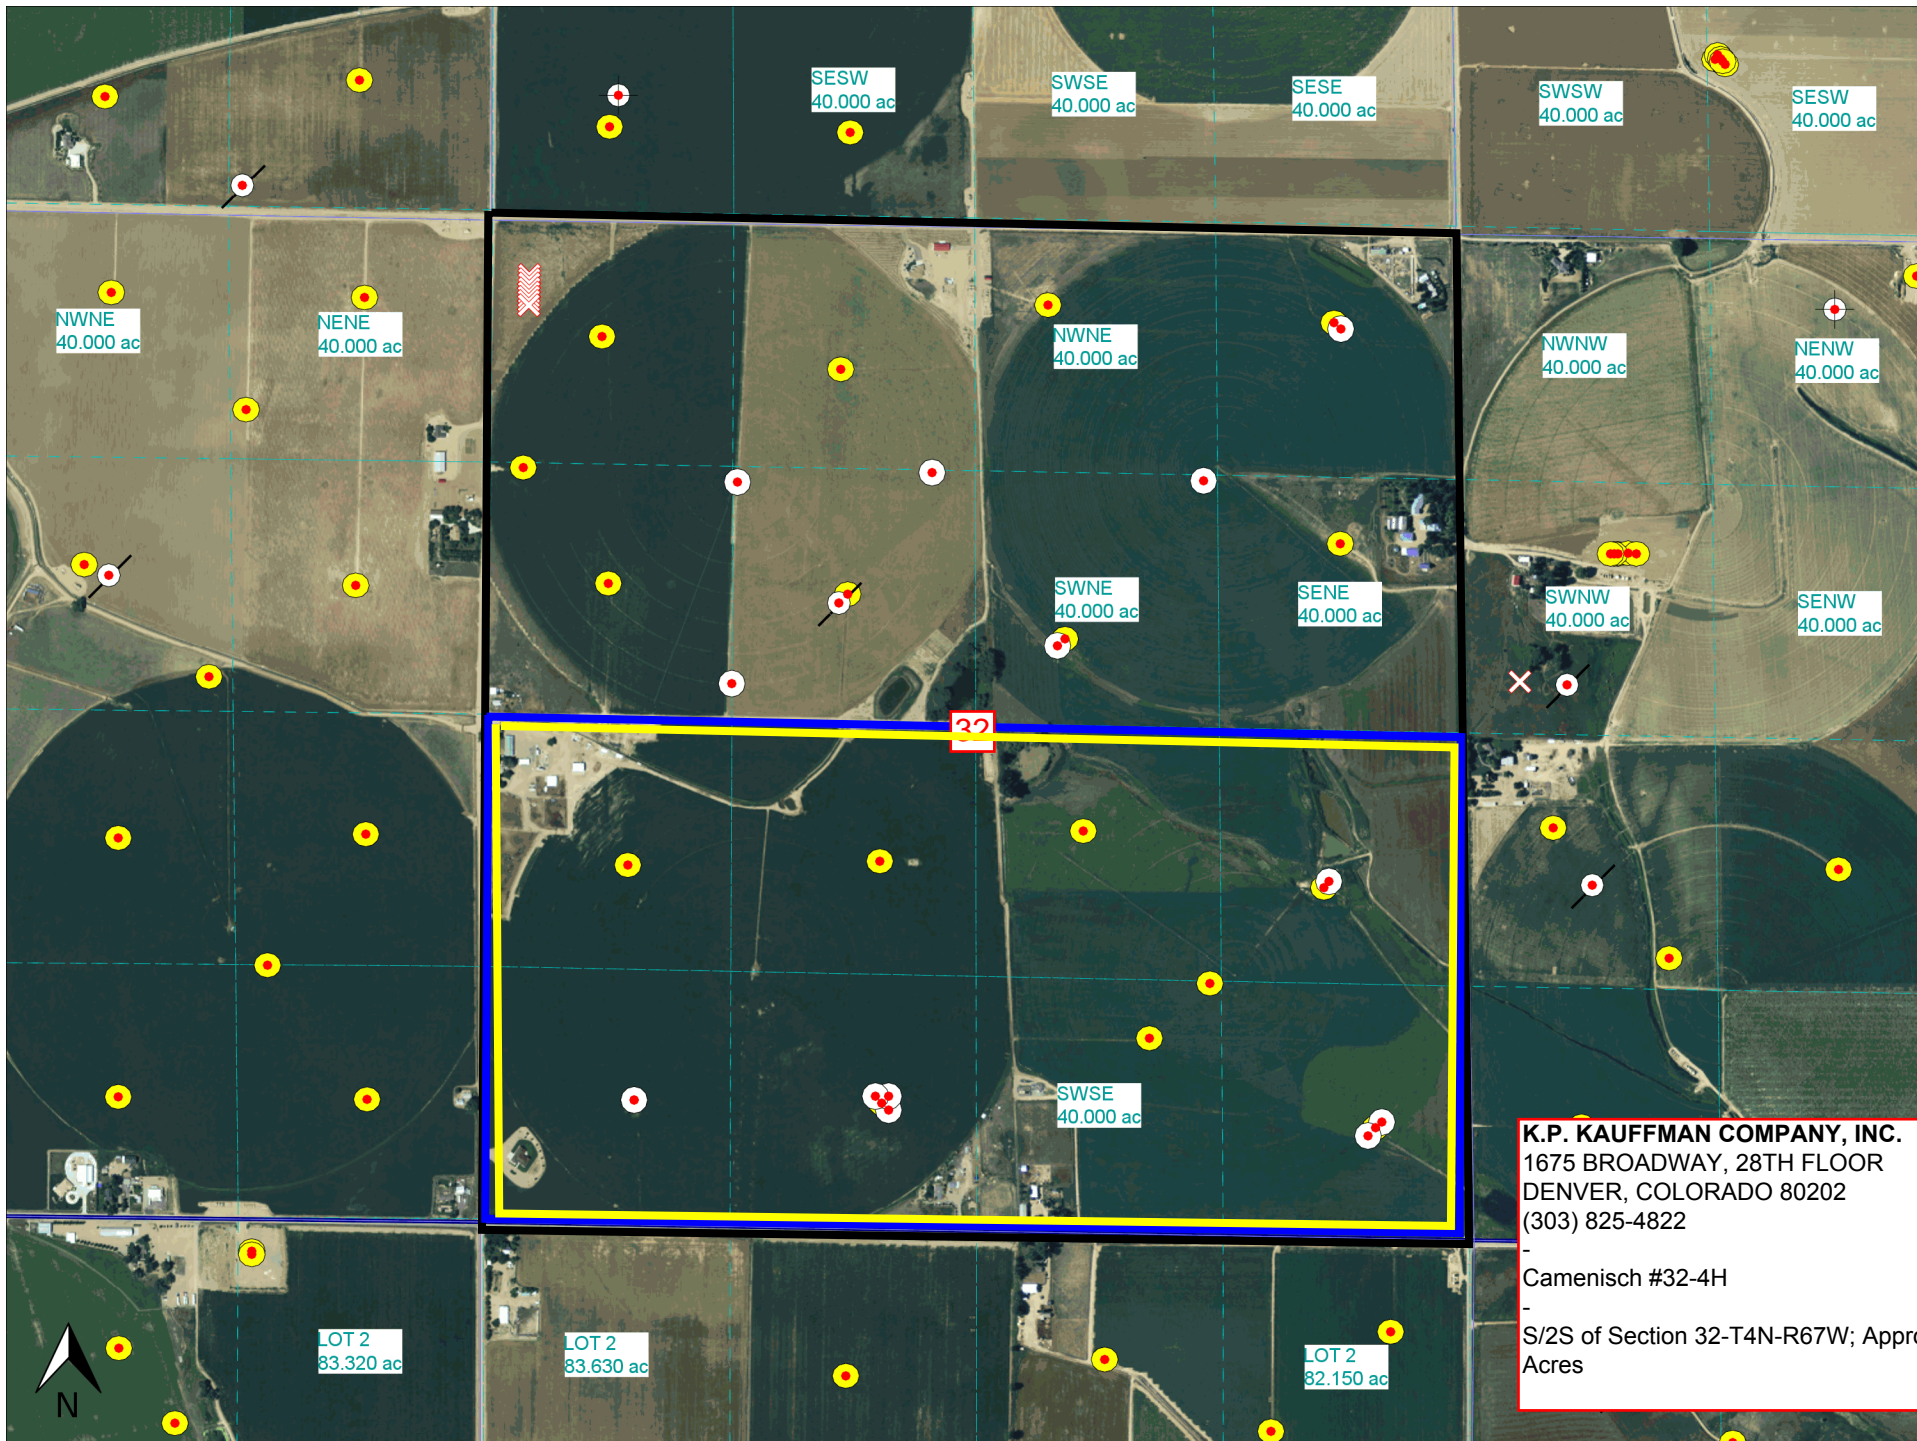 SESW
40.000 ac
SWSE
40.000 ac
SESE
40.000 ac
SWSW
40.000 ac
SESW
40.000 ac
NWNE
40.000 ac
NENE
40.000 ac
NWNE
40.000 ac
NWNW
40.000 ac
NENW
40.000 ac
SWNE
40.000 ac
SENE
40.000 ac
SWNW
40.000 ac
SENW
40.000 ac
32
SWSE
40.000 ac
K.P. KAUFFMAN COMPANY, INC.
1675 BROADWAY, 28TH FLOOR
DENVER, COLORADO 80202
(303) 825-4822
-
Camenisch #32-4H
-
S/2S of Section 32-T4N-R67W; Appro
Acres
LOT 2
83.320 ac
LOT 2
83.630 ac
LOT 2
82.150 ac
N